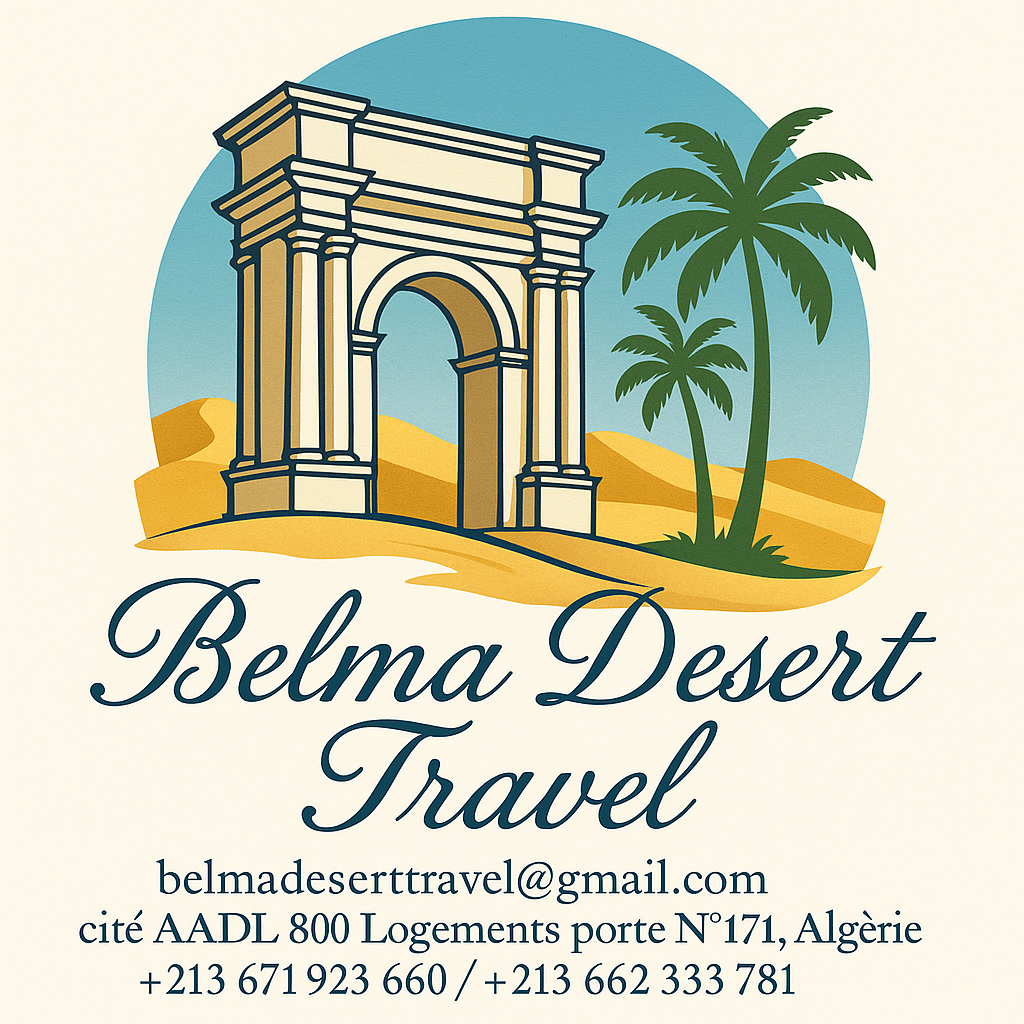 Belma Desert
Travel
belmadeserttravel@gmail.com
cité AADL 800 Logements porte N°171, Algèrie
+213 671 923 660 / +213 662 333 781